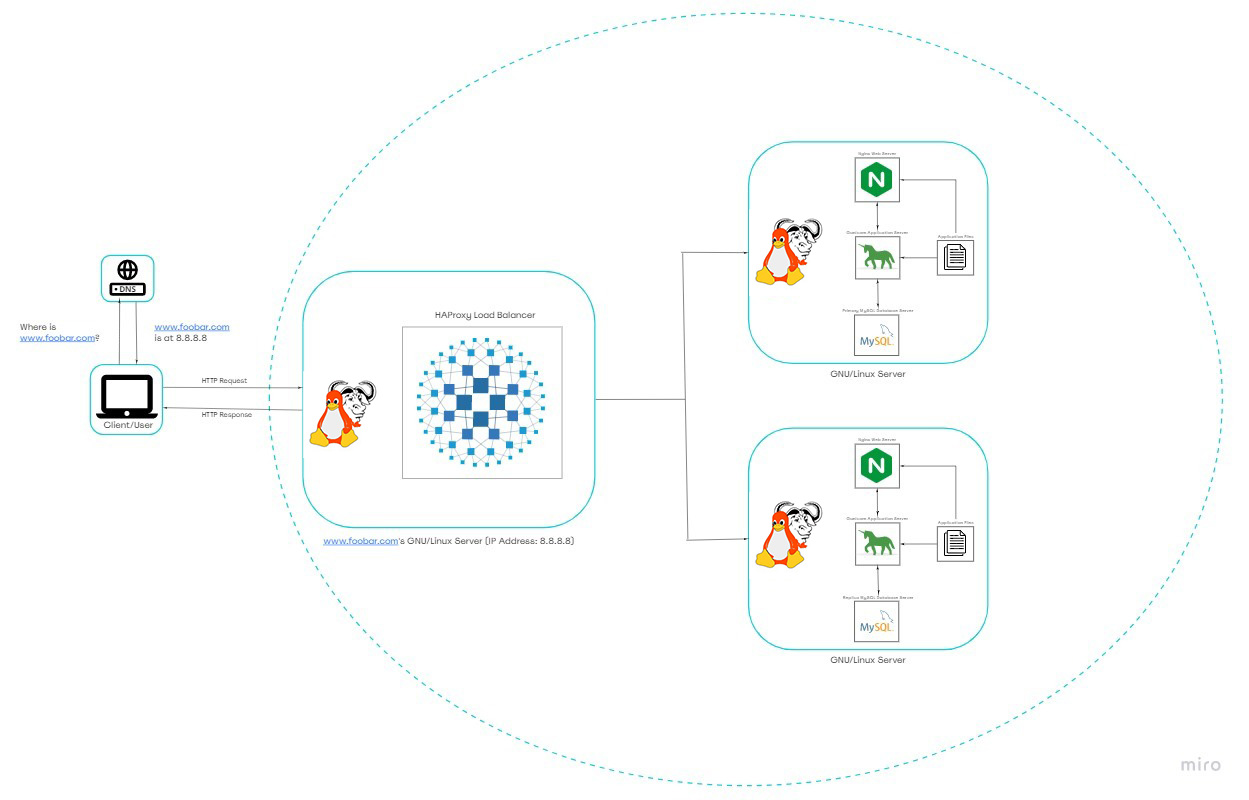 DNS
Where is
www.foobar.com?
www.foobar.com
is at 8.8.8.8
Client/User
HTTP Request
HTTP Response
HAProxy Load Balancer
www.foobar.com's GNU/Linux Server (IP Address: 8.8.8.8)
Nginx Web Server
N
Gunicorn Application Server
Application Files
Primary MySQL Database Server
MySQL
GNU/Linux Server
Nginx Web Server
N
Gunicorn Application Server
Application Files
Replica MySQL Database Server
MySQL
GNU/Linux Server
miro